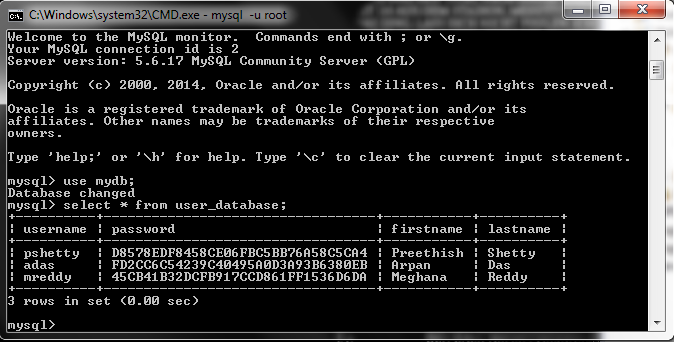 C:\Windows\system32\CMD.exe - mysql -u root
Welcome to the MySQL monitor.  Commands end with ; or \g.
Your MySQL connection id is 2
Server version: 5.6.17 MySQL Community Server (GPL)
Copyright (c) 2000, 2014, Oracle and/or its affiliates. All rights reserved.
Oracle is a registered trademark of Oracle Corporation and/or its
affiliates. Other names may be trademarks of their respective
owners.
Type 'help;' or '\h' for help. Type '\c' to clear the current input statement.
mysql> use mydb;
Database changed
mysql> select * from user_database;
+----------+----------------------------------+-----------+----------+
| username | password                         | firstname | lastname |
+----------+----------------------------------+-----------+----------+
| pshetty  | D8578EDF8458CE06FBC5BB76A58C5CA4 | Preethish | Shetty   |
| adas     | FD2CC6C54239C40495A0D3A93B6380EB | Arpan     | Das      |
| mreddy   | 45CB41B32DCFB917CCD861FF1536D6DA | Meghana   | Reddy    |
+----------+----------------------------------+-----------+----------+
3 rows in set (0.00 sec)
mysql>